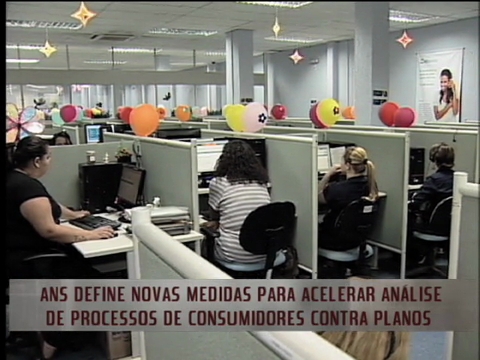 ANS DEFINE NOVAS MEDIDAS PARA ACELERAR ANÁLISE
DE PROCESSOS DE CONSUMIDORES CONTRA PLANOS